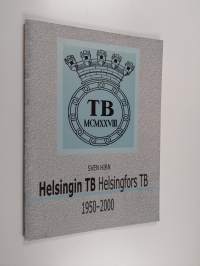 TB
MCMXXVIII
SVEN HIRN
Helsingin TB Helsingfors TB
1950-2000